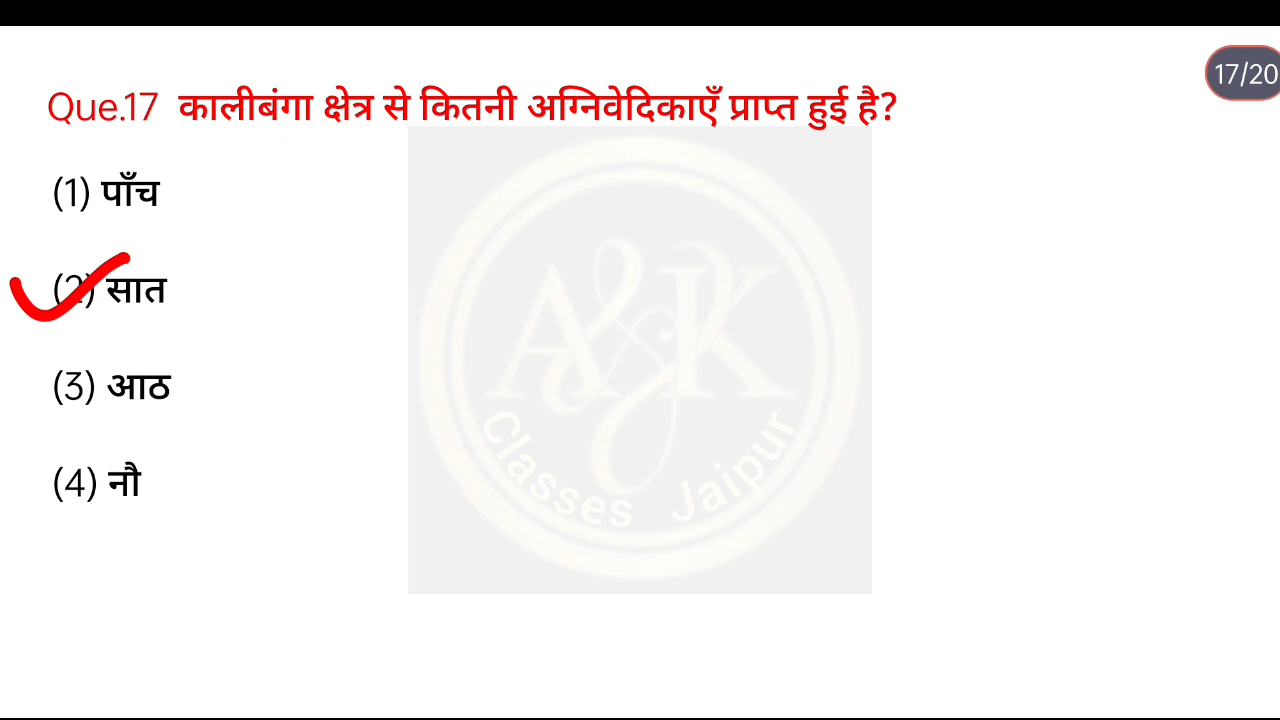 17/20
Que.17 कालीबंगा क्षेत्र से कितनी अग्निवेदिकाएँ प्राप्त हुई है?
(1) पाँच
(2) सात
(3) आठ
(4) नौ
A&K
Classes Jaipur